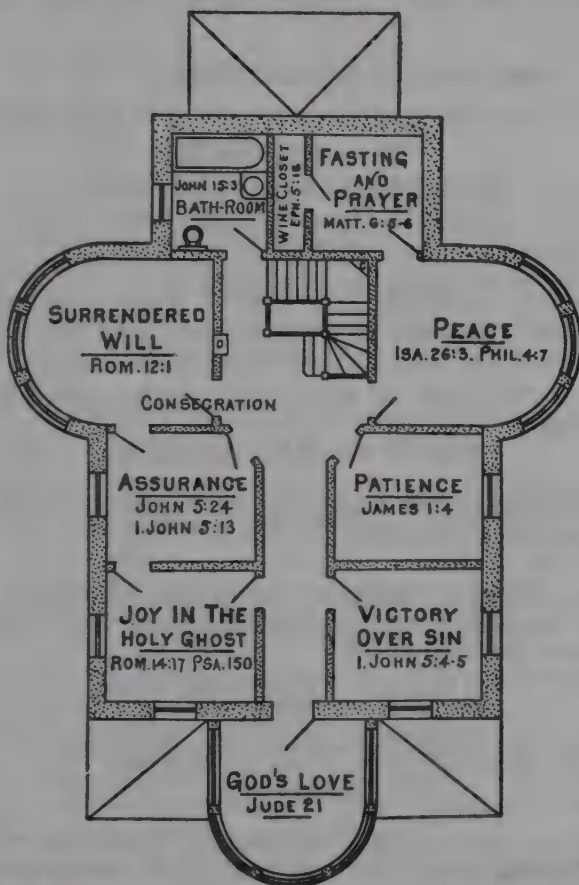 JOHN 15:3
BATH-ROOM
WINE CLOSET
EPH. 5:18
FASTING
AND
PRAYER
MATT. 6:5-6
SURRENDERED
WILL
ROM. 12:1
PEACE
ISA. 26:3. PHIL. 4:7
CONSECRATION
ASSURANCE
JOHN 5:24
1. JOHN 5:13
PATIENCE
JAMES 1:4
JOY IN THE
HOLY GHOST
ROM. 14:17 PSA. 150
VICTORY
OVER SIN
1. JOHN 5:4-5
GOD'S LOVE
JUDE 21